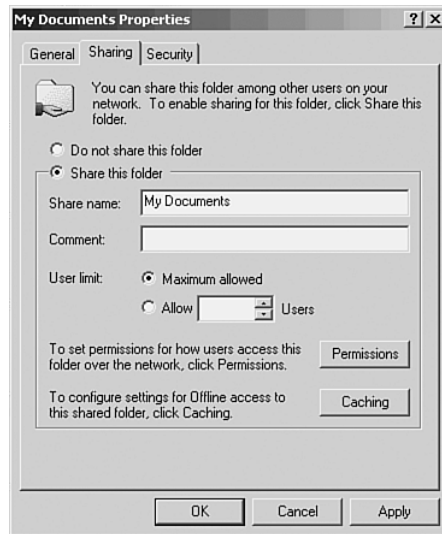 My Documents Properties
General Sharing Security
You can share this folder among other users on your
network. To enable sharing for this folder, click Share this
folder.
Do not share this folder
Share this folder
Share name: My Documents
Comment:
User limit: Maximum allowed
Allow Users
To set permissions for how users access this
folder over the network, click Permissions.
Permissions
To configure settings for Offline access to
this shared folder, click Caching.
Caching
OK Cancel Apply